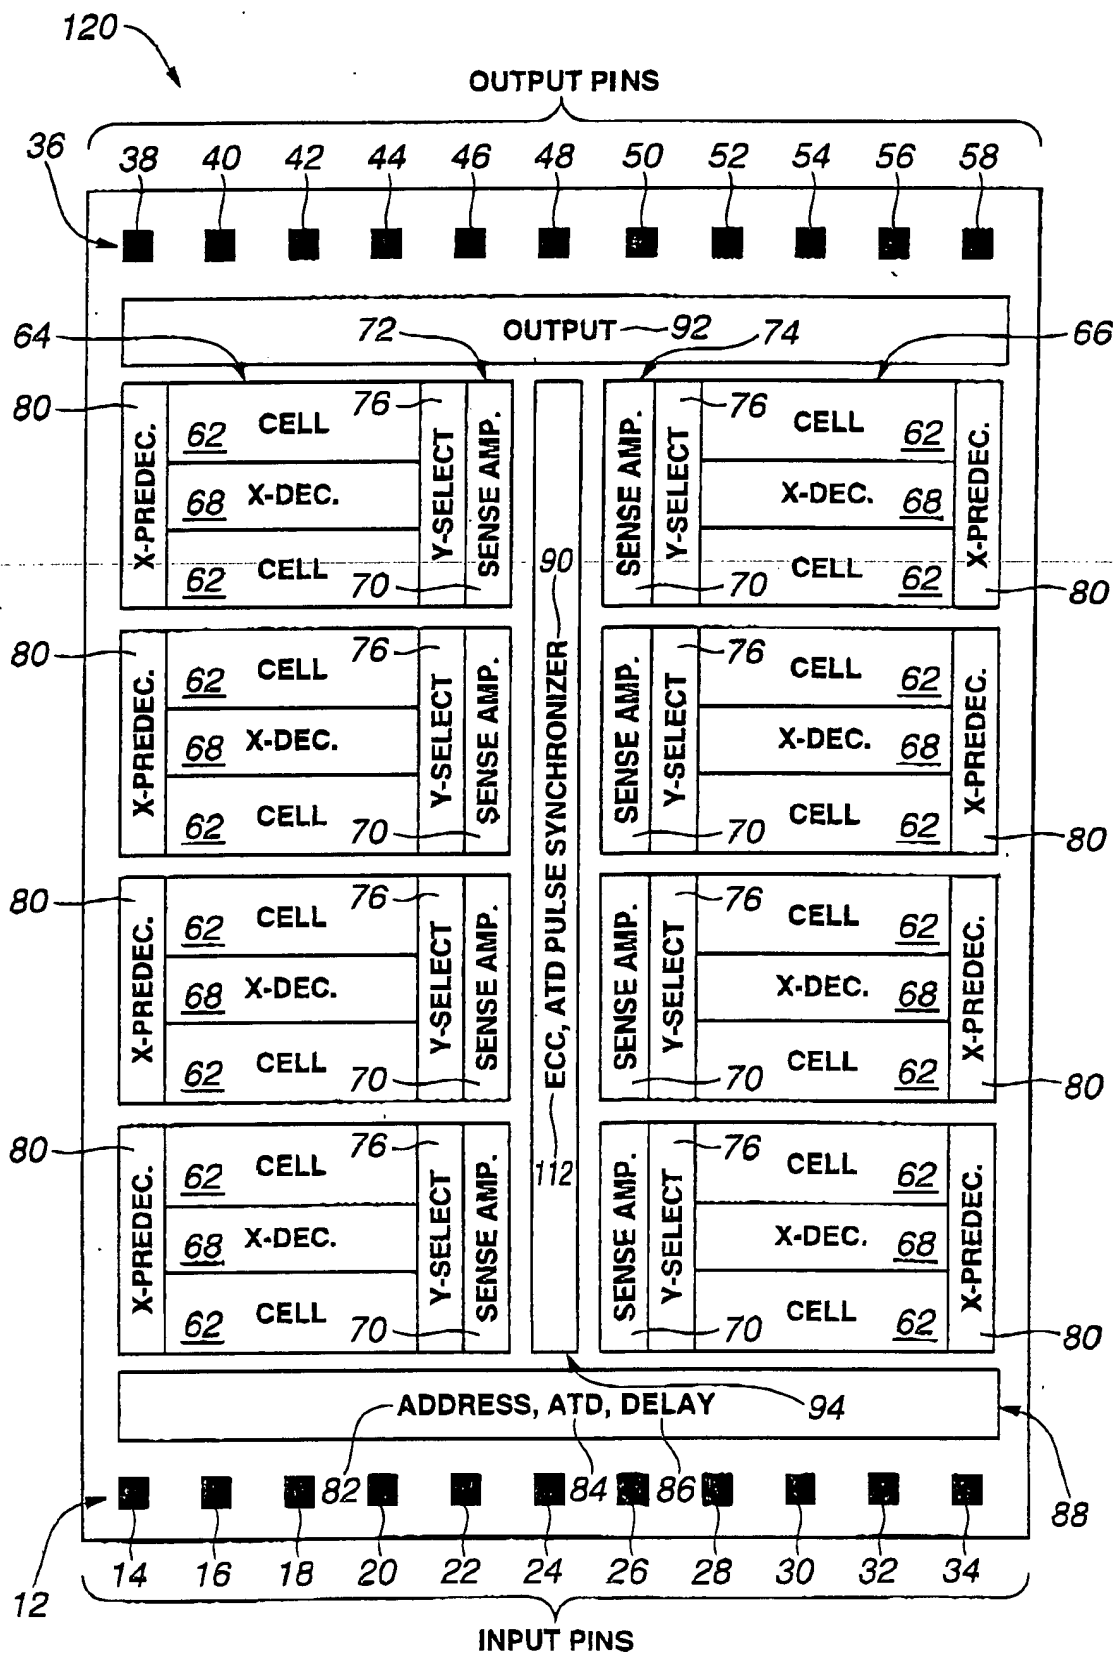 120
OUTPUT PINS
36 38 40 42 44 46 48 50 52 54 56 58
64 72 OUTPUT 92 74 66
80 X-PREDEC. 62 CELL 76 Y-SELECT SENSE AMP. SENSE AMP. Y-SELECT 76 CELL 62 X-PREDEC.
68 X-DEC. X-DEC. 68
62 CELL 70 90 70 CELL 62 80
80 X-PREDEC. 62 CELL 76 Y-SELECT SENSE AMP. SENSE AMP. Y-SELECT 76 CELL 62 X-PREDEC.
68 X-DEC. X-DEC. 68
62 CELL 70 70 CELL 62 80
ECC, ATD PULSE SYNCHRONIZER
80 X-PREDEC. 62 CELL 76 Y-SELECT SENSE AMP. SENSE AMP. Y-SELECT 76 CELL 62 X-PREDEC.
68 X-DEC. X-DEC. 68
62 CELL 70 70 CELL 62 80
80 X-PREDEC. 62 CELL 76 Y-SELECT SENSE AMP. 112 SENSE AMP. Y-SELECT 76 CELL 62 X-PREDEC.
68 X-DEC. X-DEC. 68
62 CELL 70 70 CELL 62 80
ADDRESS, ATD, DELAY 94
82 84 86 88
12 14 16 18 20 22 24 26 28 30 32 34
INPUT PINS